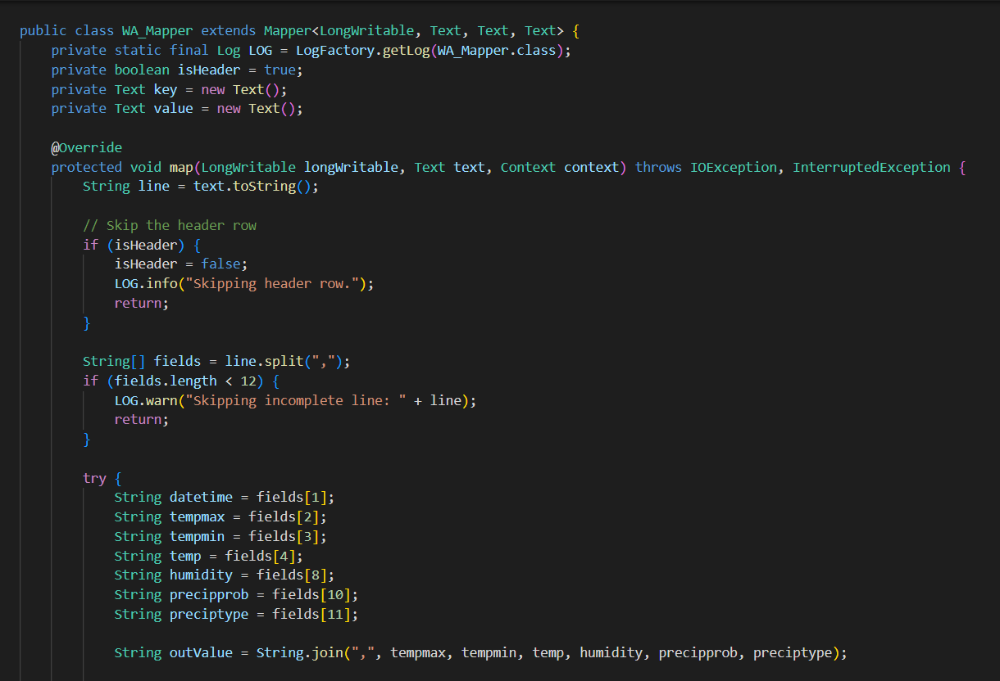 public class WA_Mapper extends Mapper<LongWritable, Text, Text, Text> {
    private static final Log LOG = LogFactory.getLog(WA_Mapper.class);
    private boolean isHeader = true;
    private Text key = new Text();
    private Text value = new Text();

    @Override
    protected void map(LongWritable longWritable, Text text, Context context) throws IOException, InterruptedException {
        String line = text.toString();

        // Skip the header row
        if (isHeader) {
            isHeader = false;
            LOG.info("Skipping header row.");
            return;
        }

        String[] fields = line.split(",");
        if (fields.length < 12) {
            LOG.warn("Skipping incomplete line: " + line);
            return;
        }

        try {
            String datetime = fields[1];
            String tempmax = fields[2];
            String tempmin = fields[3];
            String temp = fields[4];
            String humidity = fields[8];
            String precipprob = fields[10];
            String preciptype = fields[11];

            String outValue = String.join(",", tempmax, tempmin, temp, humidity, precipprob, preciptype);